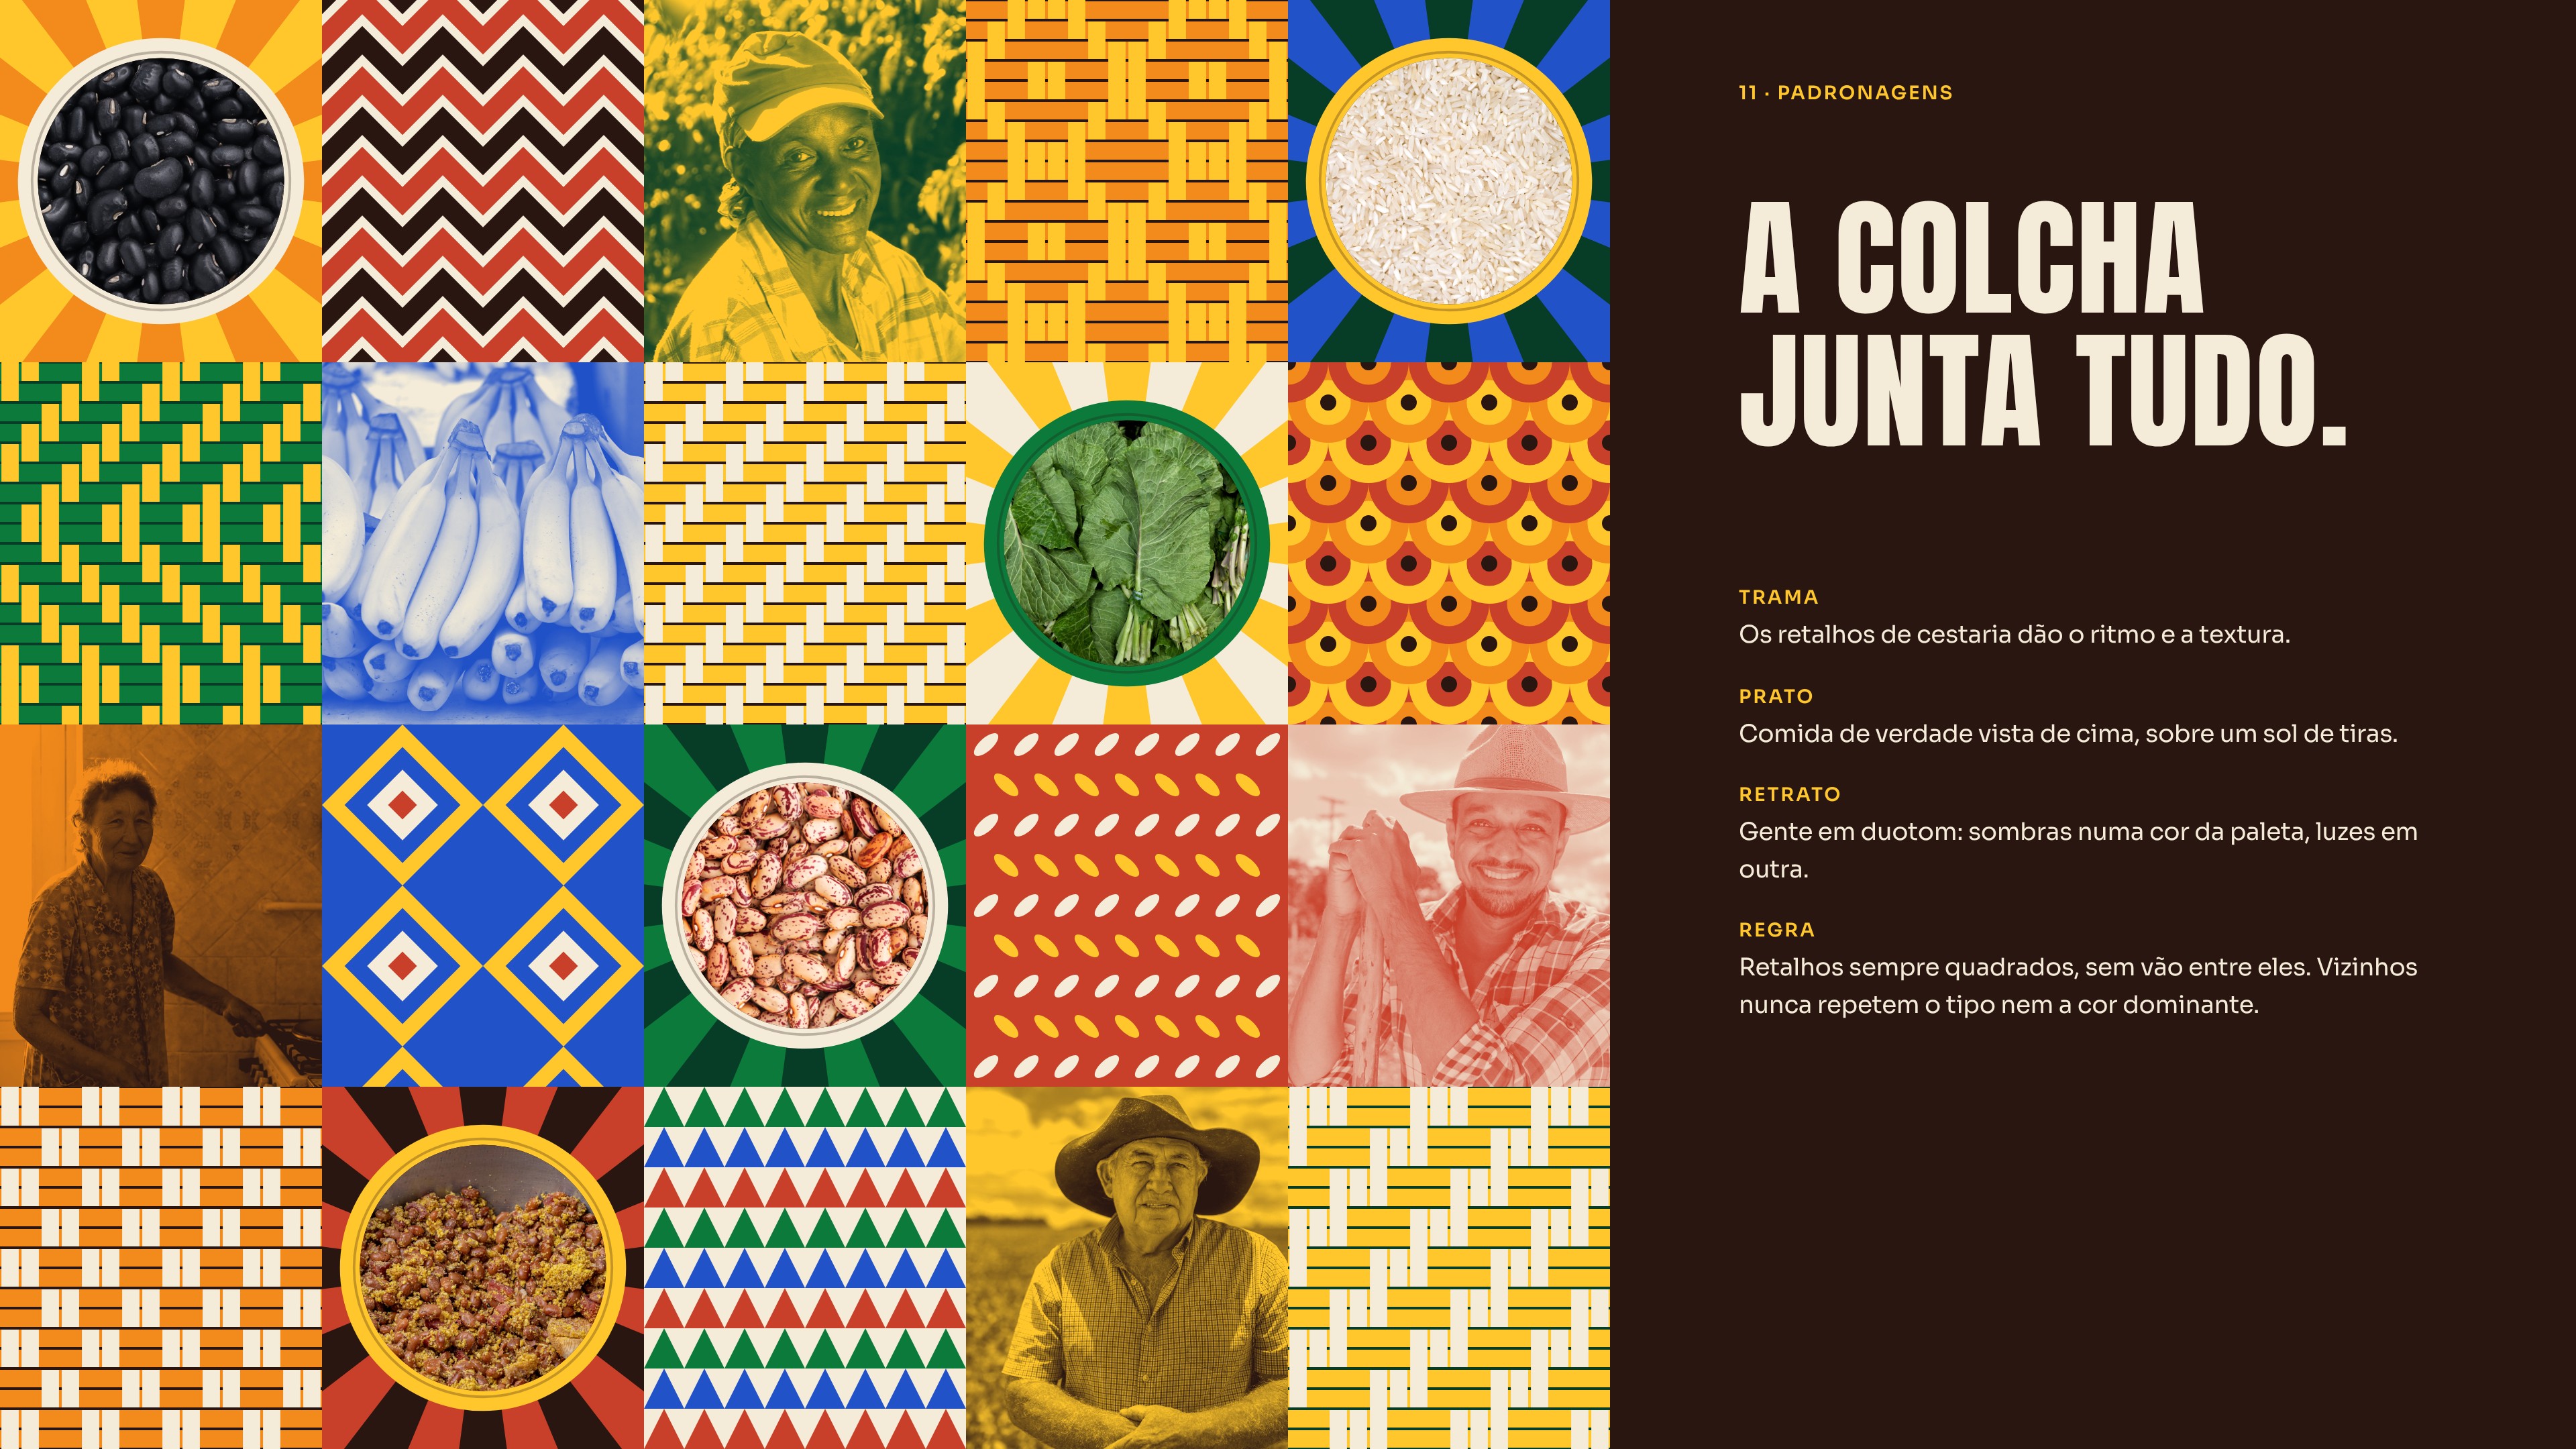 11 · PADRONAGENS
A COLCHA
JUNTA TUDO.
TRAMA
Os retalhos de cestaria dão o ritmo e a textura.
PRATO
Comida de verdade vista de cima, sobre um sol de tiras.
RETRATO
Gente em duotom: sombras numa cor da paleta, luzes em
outra.
REGRA
Retalhos sempre quadrados, sem vão entre eles. Vizinhos
nunca repetem o tipo nem a cor dominante.